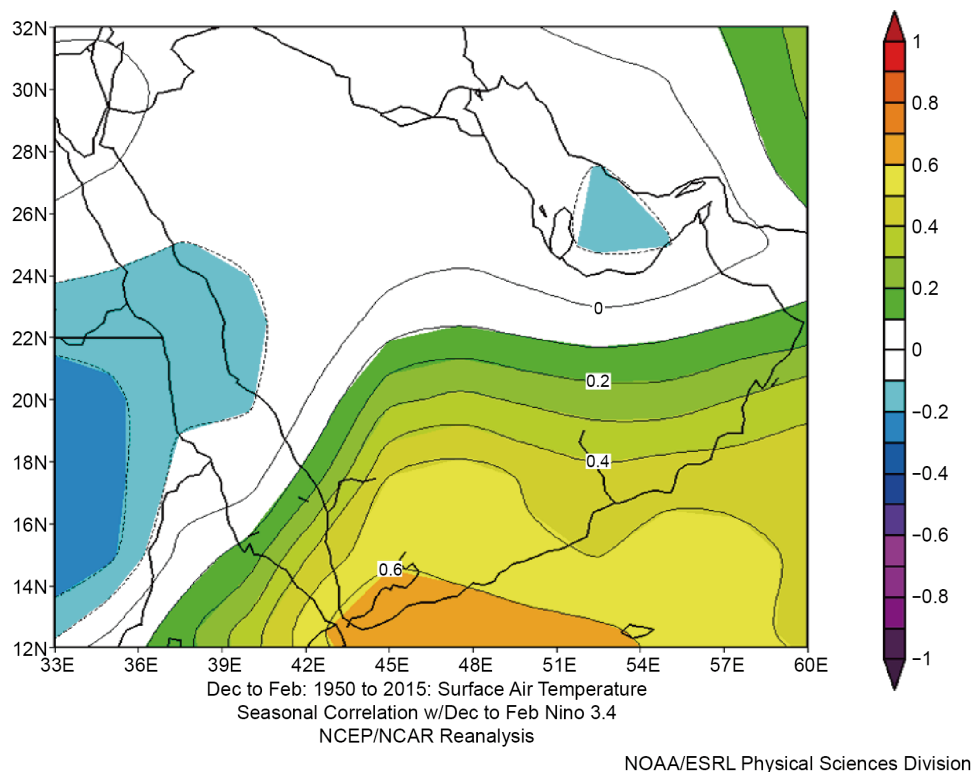 32N
30N
28N
26N
24N
22N
20N
18N
16N
14N
12N
0
0.2
0.4
0.6
33E 36E 39E 42E 45E 48E 51E 54E 57E 60E
1
0.8
0.6
0.4
0.2
0
−0.2
−0.4
−0.6
−0.8
−1
Dec to Feb: 1950 to 2015: Surface Air Temperature
Seasonal Correlation w/Dec to Feb Nino 3.4
NCEP/NCAR Reanalysis
NOAA/ESRL Physical Sciences Division